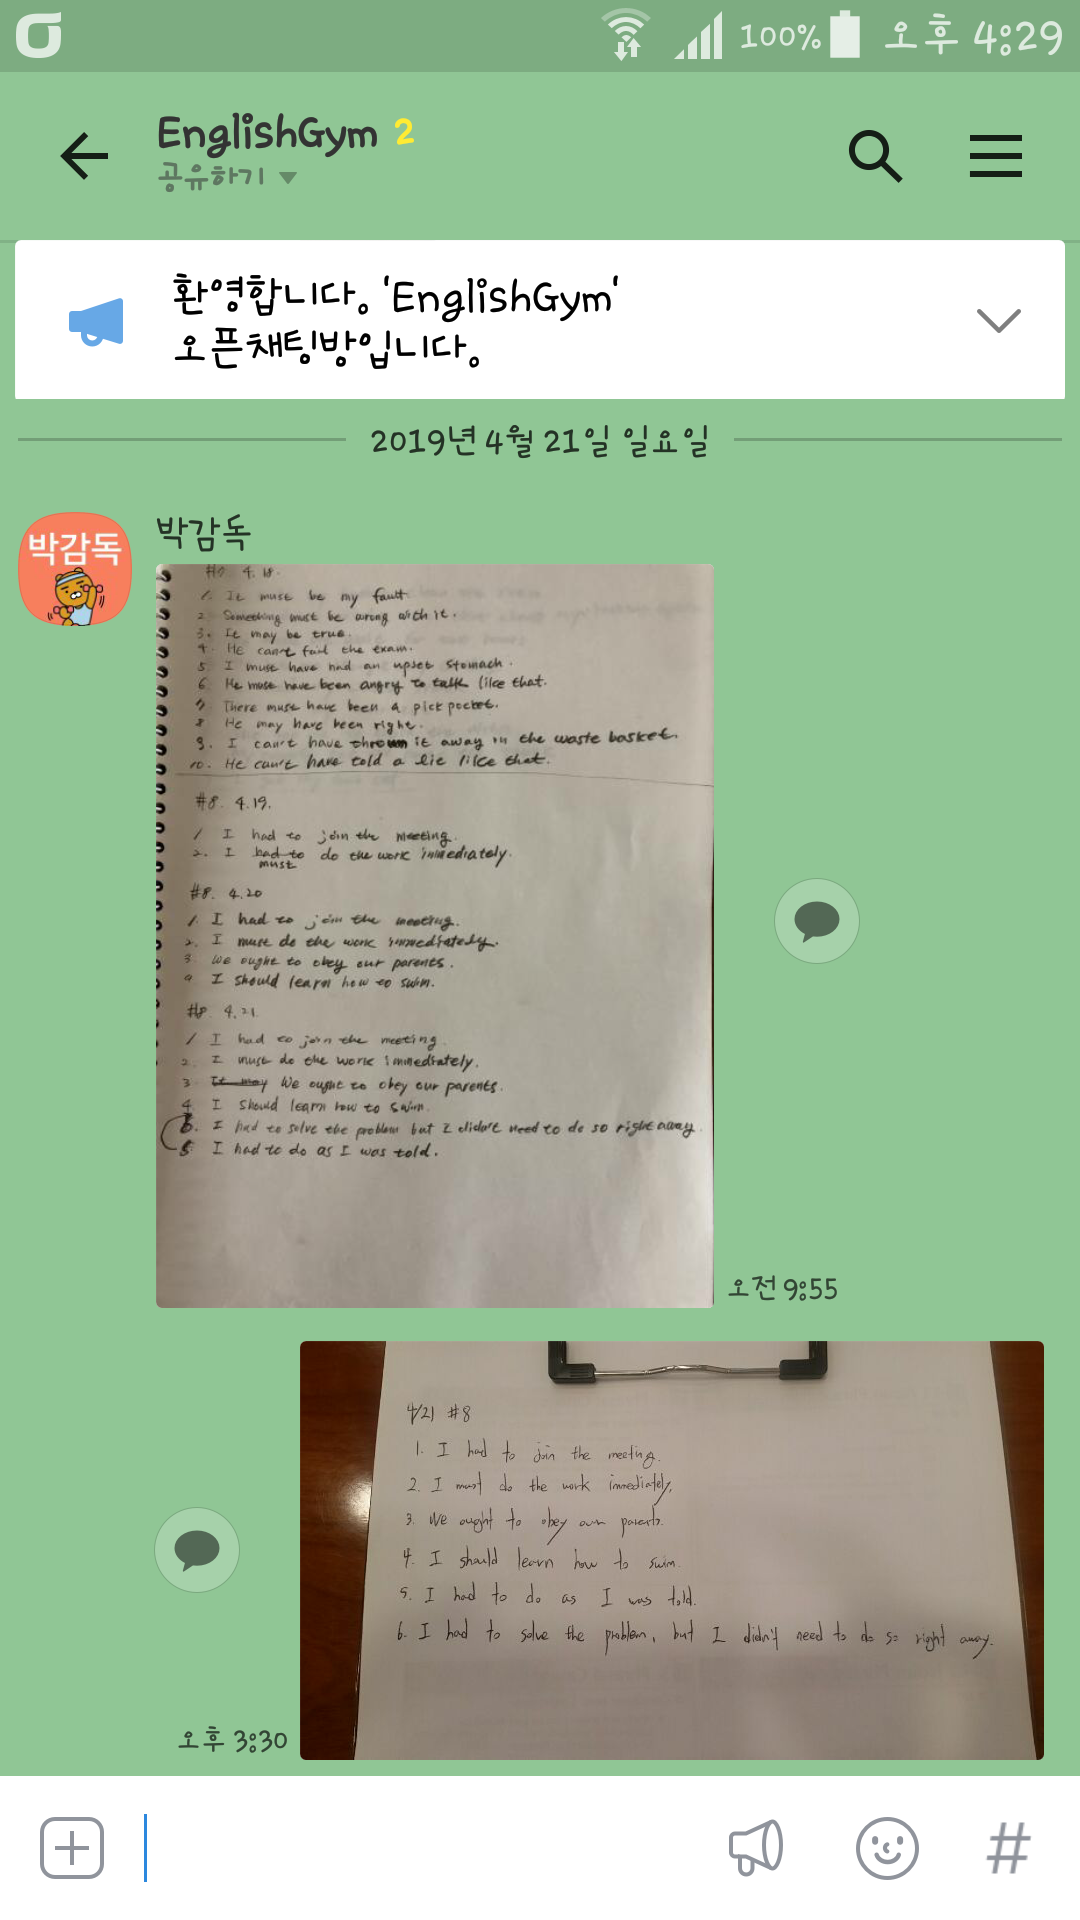 100% 오후 4:29
EnglishGym 2
공유하기
환영합니다. 'EnglishGym'
오픈채팅방입니다.
2019년 4월 21일 일요일
박감독
박감독
#7 4.18.
1. It must be my fault.
2. Something must be wrong with it.
3. It may be true.
4. He can't fail the exam.
5. I must have had an upset stomach.
6. He must have been angry to talk like that.
7. There must have been a pickpocket.
8. He may have been right.
9. I can't have thrown it away in the waste basket.
10. He can't have told a lie like that.
#8. 4.19.
1. I had to join the meeting.
2. I had to do the work immediately.
must
#8. 4.20
1. I had to join the meeting.
2. I must do the work immediately.
3. We ought to obey our parents.
4. I should learn how to swim.
#8. 4.21.
1. I had to join the meeting.
2. I must do the work immediately.
3. It may We ought to obey our parents.
4. I should learn how to swim.
6. I had to solve the problem but I didn't need to do so right away.
5. I had to do as I was told.
오전 9:55
4/21 #8
1. I had to join the meeting.
2. I must do the work immediately.
3. We ought to obey our parents.
4. I should learn how to swim.
5. I had to do as I was told.
6. I had to solve the problem, but I didn't need to do so right away.
오후 3:30
#